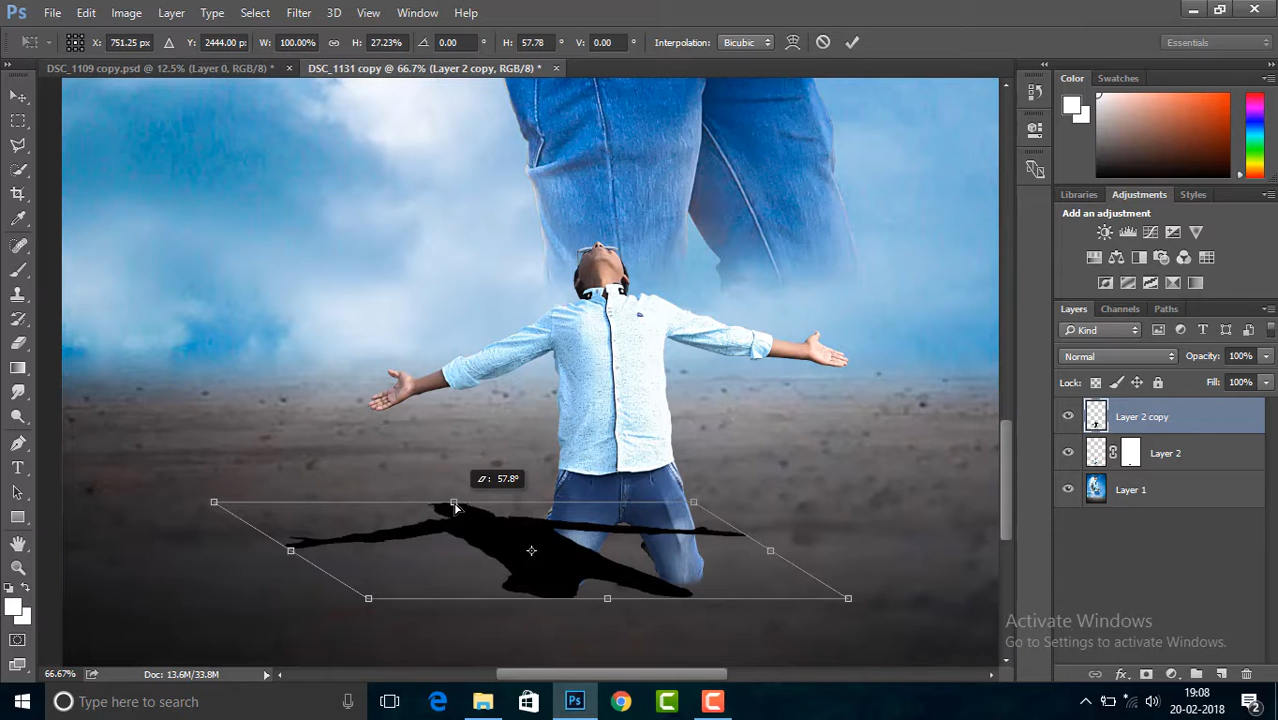 Ps File Edit Image Layer Type Select Filter 3D View Window Help
X: 751.25 px Y: 2444.00 p: W: 100.00% H: 27.23% 0.00 ° H: 57.78 ° V: 0.00 ° Interpolation: Bicubic Essentials
DSC_1109 copy.psd @ 12.5% (Layer 0, RGB/8) * × DSC_1131 copy @ 66.7% (Layer 2 copy, RGB/8) * ×
Color Swatches
Libraries Adjustments Styles
Add an adjustment
Layers Channels Paths
Kind
Normal Opacity: 100%
Lock: Fill: 100%
Layer 2 copy
Layer 2
Layer 1
57.8°
Activate Windows
Go to Settings to activate Windows.
66.67% Doc: 13.6M/33.8M
Type here to search
19:08
20-02-2018
2